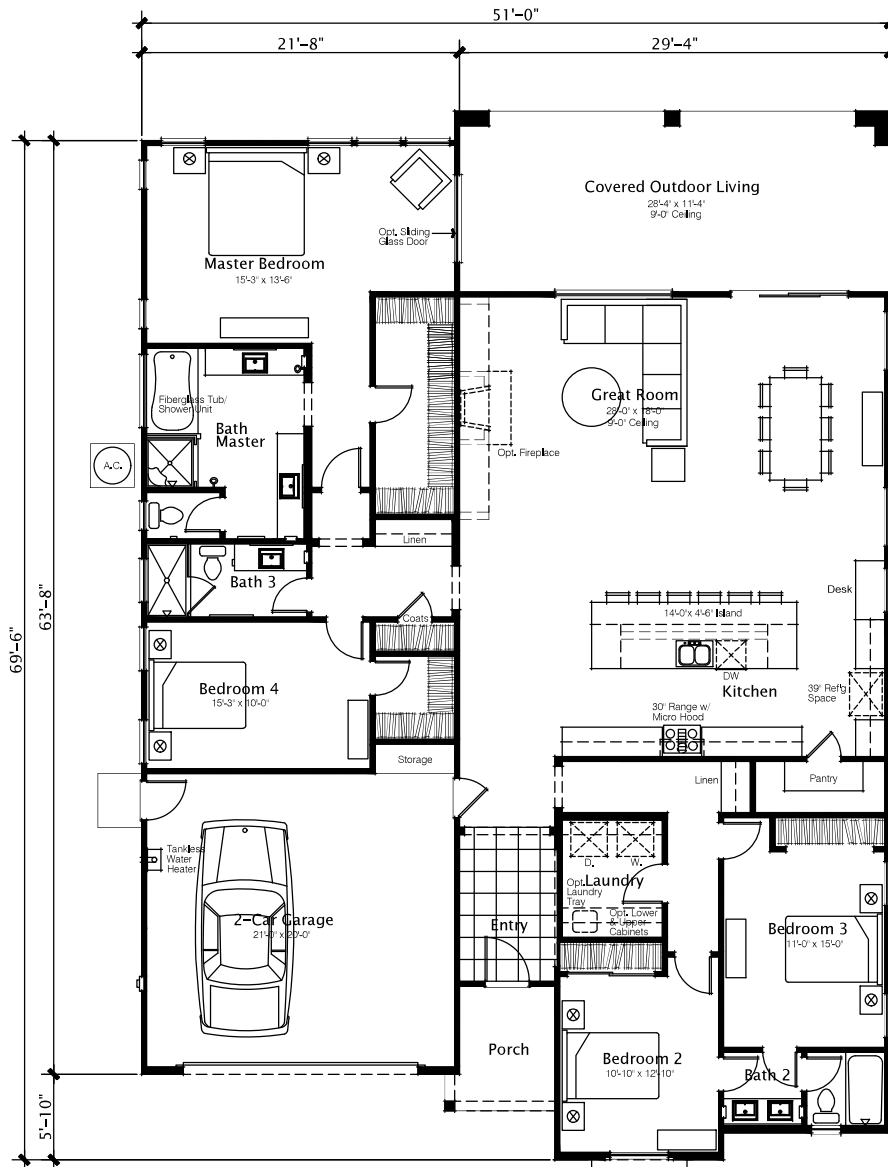 51'-0"
21'-8"
29'-4"
Covered Outdoor Living
28'-4" x 11'-4"
9'-0" Ceiling
Opt. Sliding
Glass Door
Master Bedroom
15'-3" x 13'-6"
Fiberglass Tub/
Shower Unit
Bath
Master
A.C.
Great Room
28'-0" x 18'-0"
9'-0" Ceiling
Opt. Fireplace
Linen
Bath 3
Coats
Desk
14'-0"x 4'-6" Island
DW
Kitchen
39" Ref'g
Space
30" Range w/
Micro Hood
Bedroom 4
15'-3" x 10'-0"
69'-6"
63'-8"
Storage
Linen
Pantry
Tankless
Water
Heater
D.
W.
Laundry
Opt.
Laundry
Tray
Opt. Lower
& Upper
Cabinets
2-Car Garage
21'-0" x 20'-0"
Entry
Bedroom 3
11'-0" x 15'-0"
Porch
Bedroom 2
10'-10" x 12'-10"
Bath 2
5'-10"